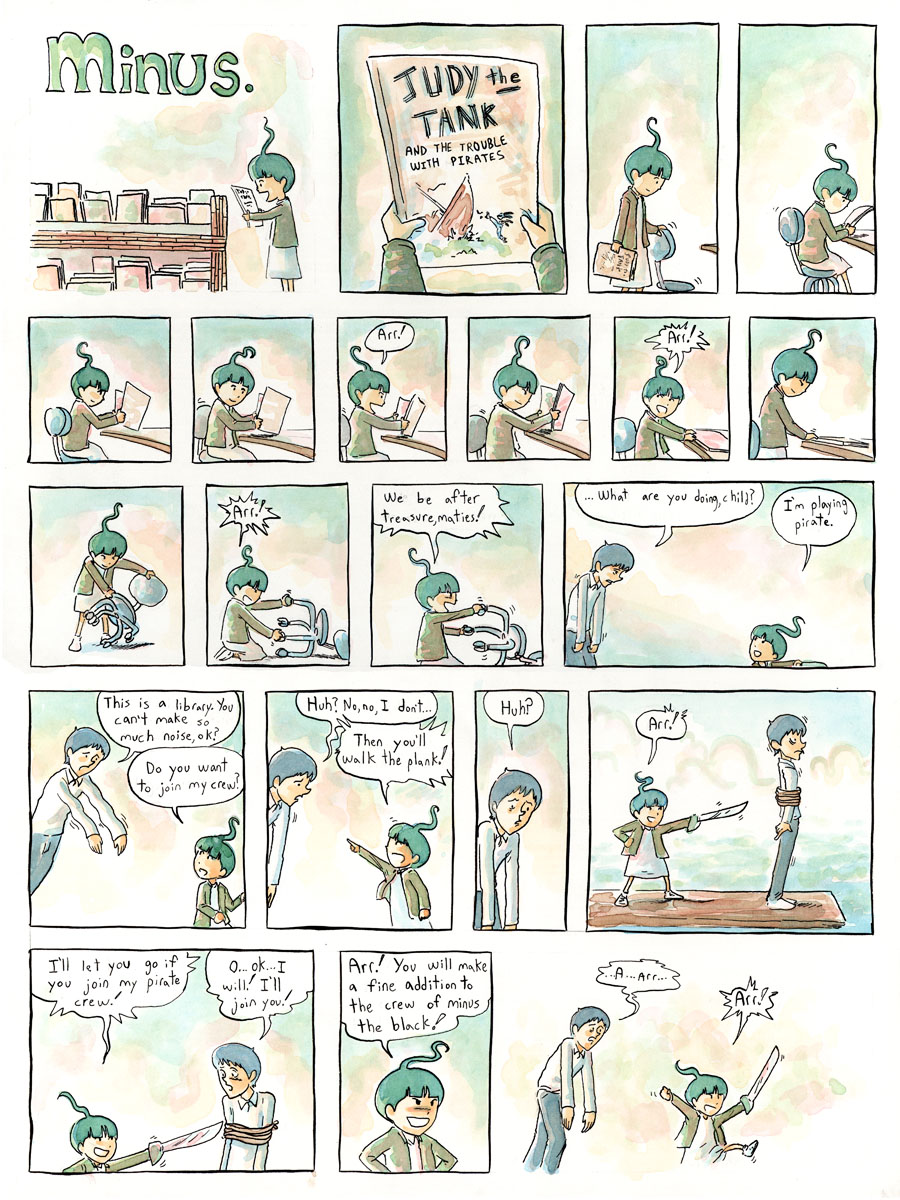 Minus.
JUDY the
TANK
AND THE TROUBLE
WITH PIRATES
Arr!
Arr!
Arr!
We be after
treasure, maties!
... What are you doing, child?
I'm playing
pirate.
This is a library. You
can't make so
much noise, ok?
Do you want
to join my crew?
Huh? No, no, I don't...
Then you'll
walk the plank!
Huh?
Arr!
I'll let you go if
you join my pirate
crew!
O... ok... I
will! I'll
join you!
Arr! You will make
a fine addition to
the crew of minus
the black!
...A... Arr...
Arr!